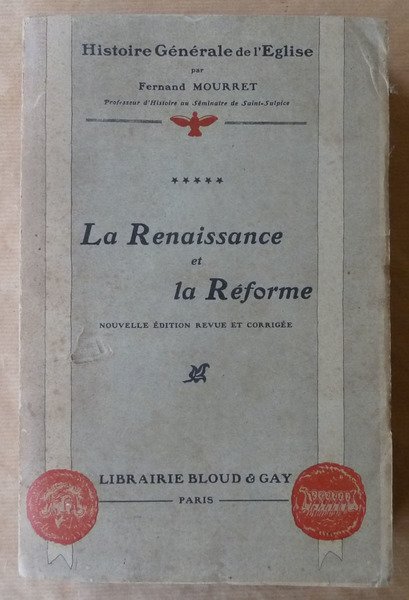 Histoire Générale de l'Eglise
par
Fernand MOURRET
Professeur d'Histoire au Séminaire de Saint-Sulpice
*****
La Renaissance
et
la Réforme
NOUVELLE ÉDITION REVUE ET CORRIGÉE
LIBRAIRIE BLOUD & GAY
PARIS